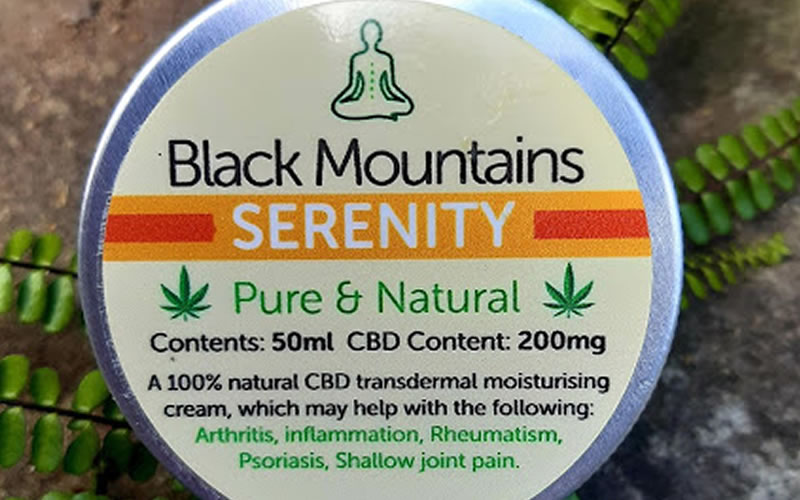 Black Mountains
SERENITY
Pure & Natural
Contents: 50ml CBD Content: 200mg
A 100% natural CBD transdermal moisturising
cream, which may help with the following:
Arthritis, inflammation, Rheumatism,
Psoriasis, Shallow joint pain.